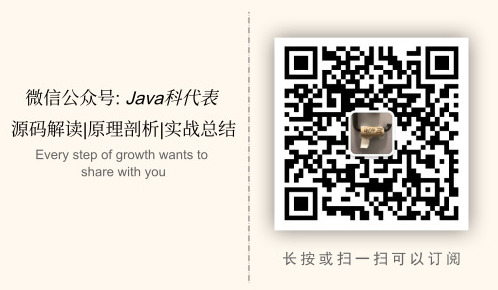 微信公众号: Java科代表
源码解读|原理剖析|实战总结
Every step of growth wants to
share with you
长按或扫一扫可以订阅